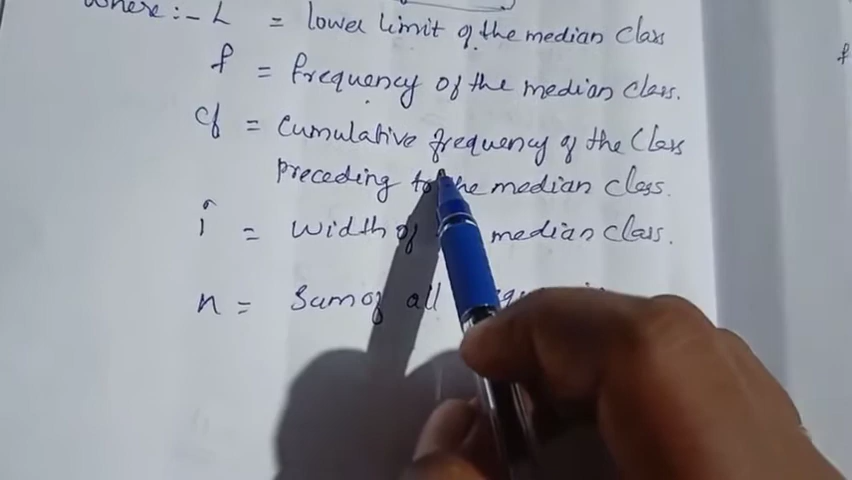 where :- L = lower limit of the median class
f = frequency of the median class.
cf = Cumulative frequency of the class
preceding to the median class.
i = width of median class.
n = Sum of all
f